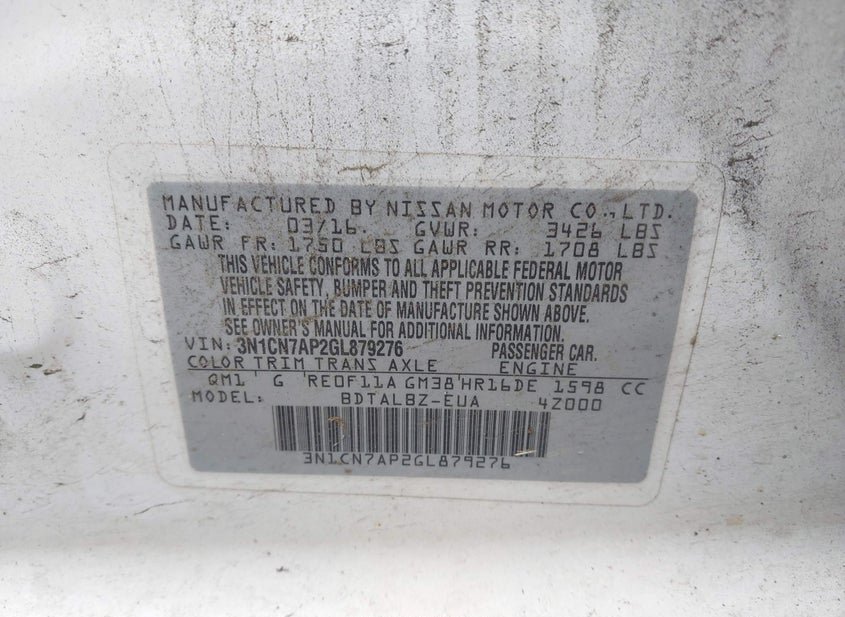 MANUFACTURED BY NISSAN MOTOR CO., LTD.
DATE: 03/16. GVWR: 3426 LBS
GAWR FR: 1750 LBS GAWR RR: 1708 LBS
THIS VEHICLE CONFORMS TO ALL APPLICABLE FEDERAL MOTOR
VEHICLE SAFETY, BUMPER AND THEFT PREVENTION STANDARDS
IN EFFECT ON THE DATE OF MANUFACTURE SHOWN ABOVE.
SEE OWNER'S MANUAL FOR ADDITIONAL INFORMATION.
VIN: 3N1CN7AP2GL879276 PASSENGER CAR.
COLOR TRIM TRANS AXLE ENGINE
QM1 ' G 'RE0F11A GM38'HR16DE 1598 CC
MODEL: BDTALBZ-EUA 4Z000
3N1CN7AP2GL879276